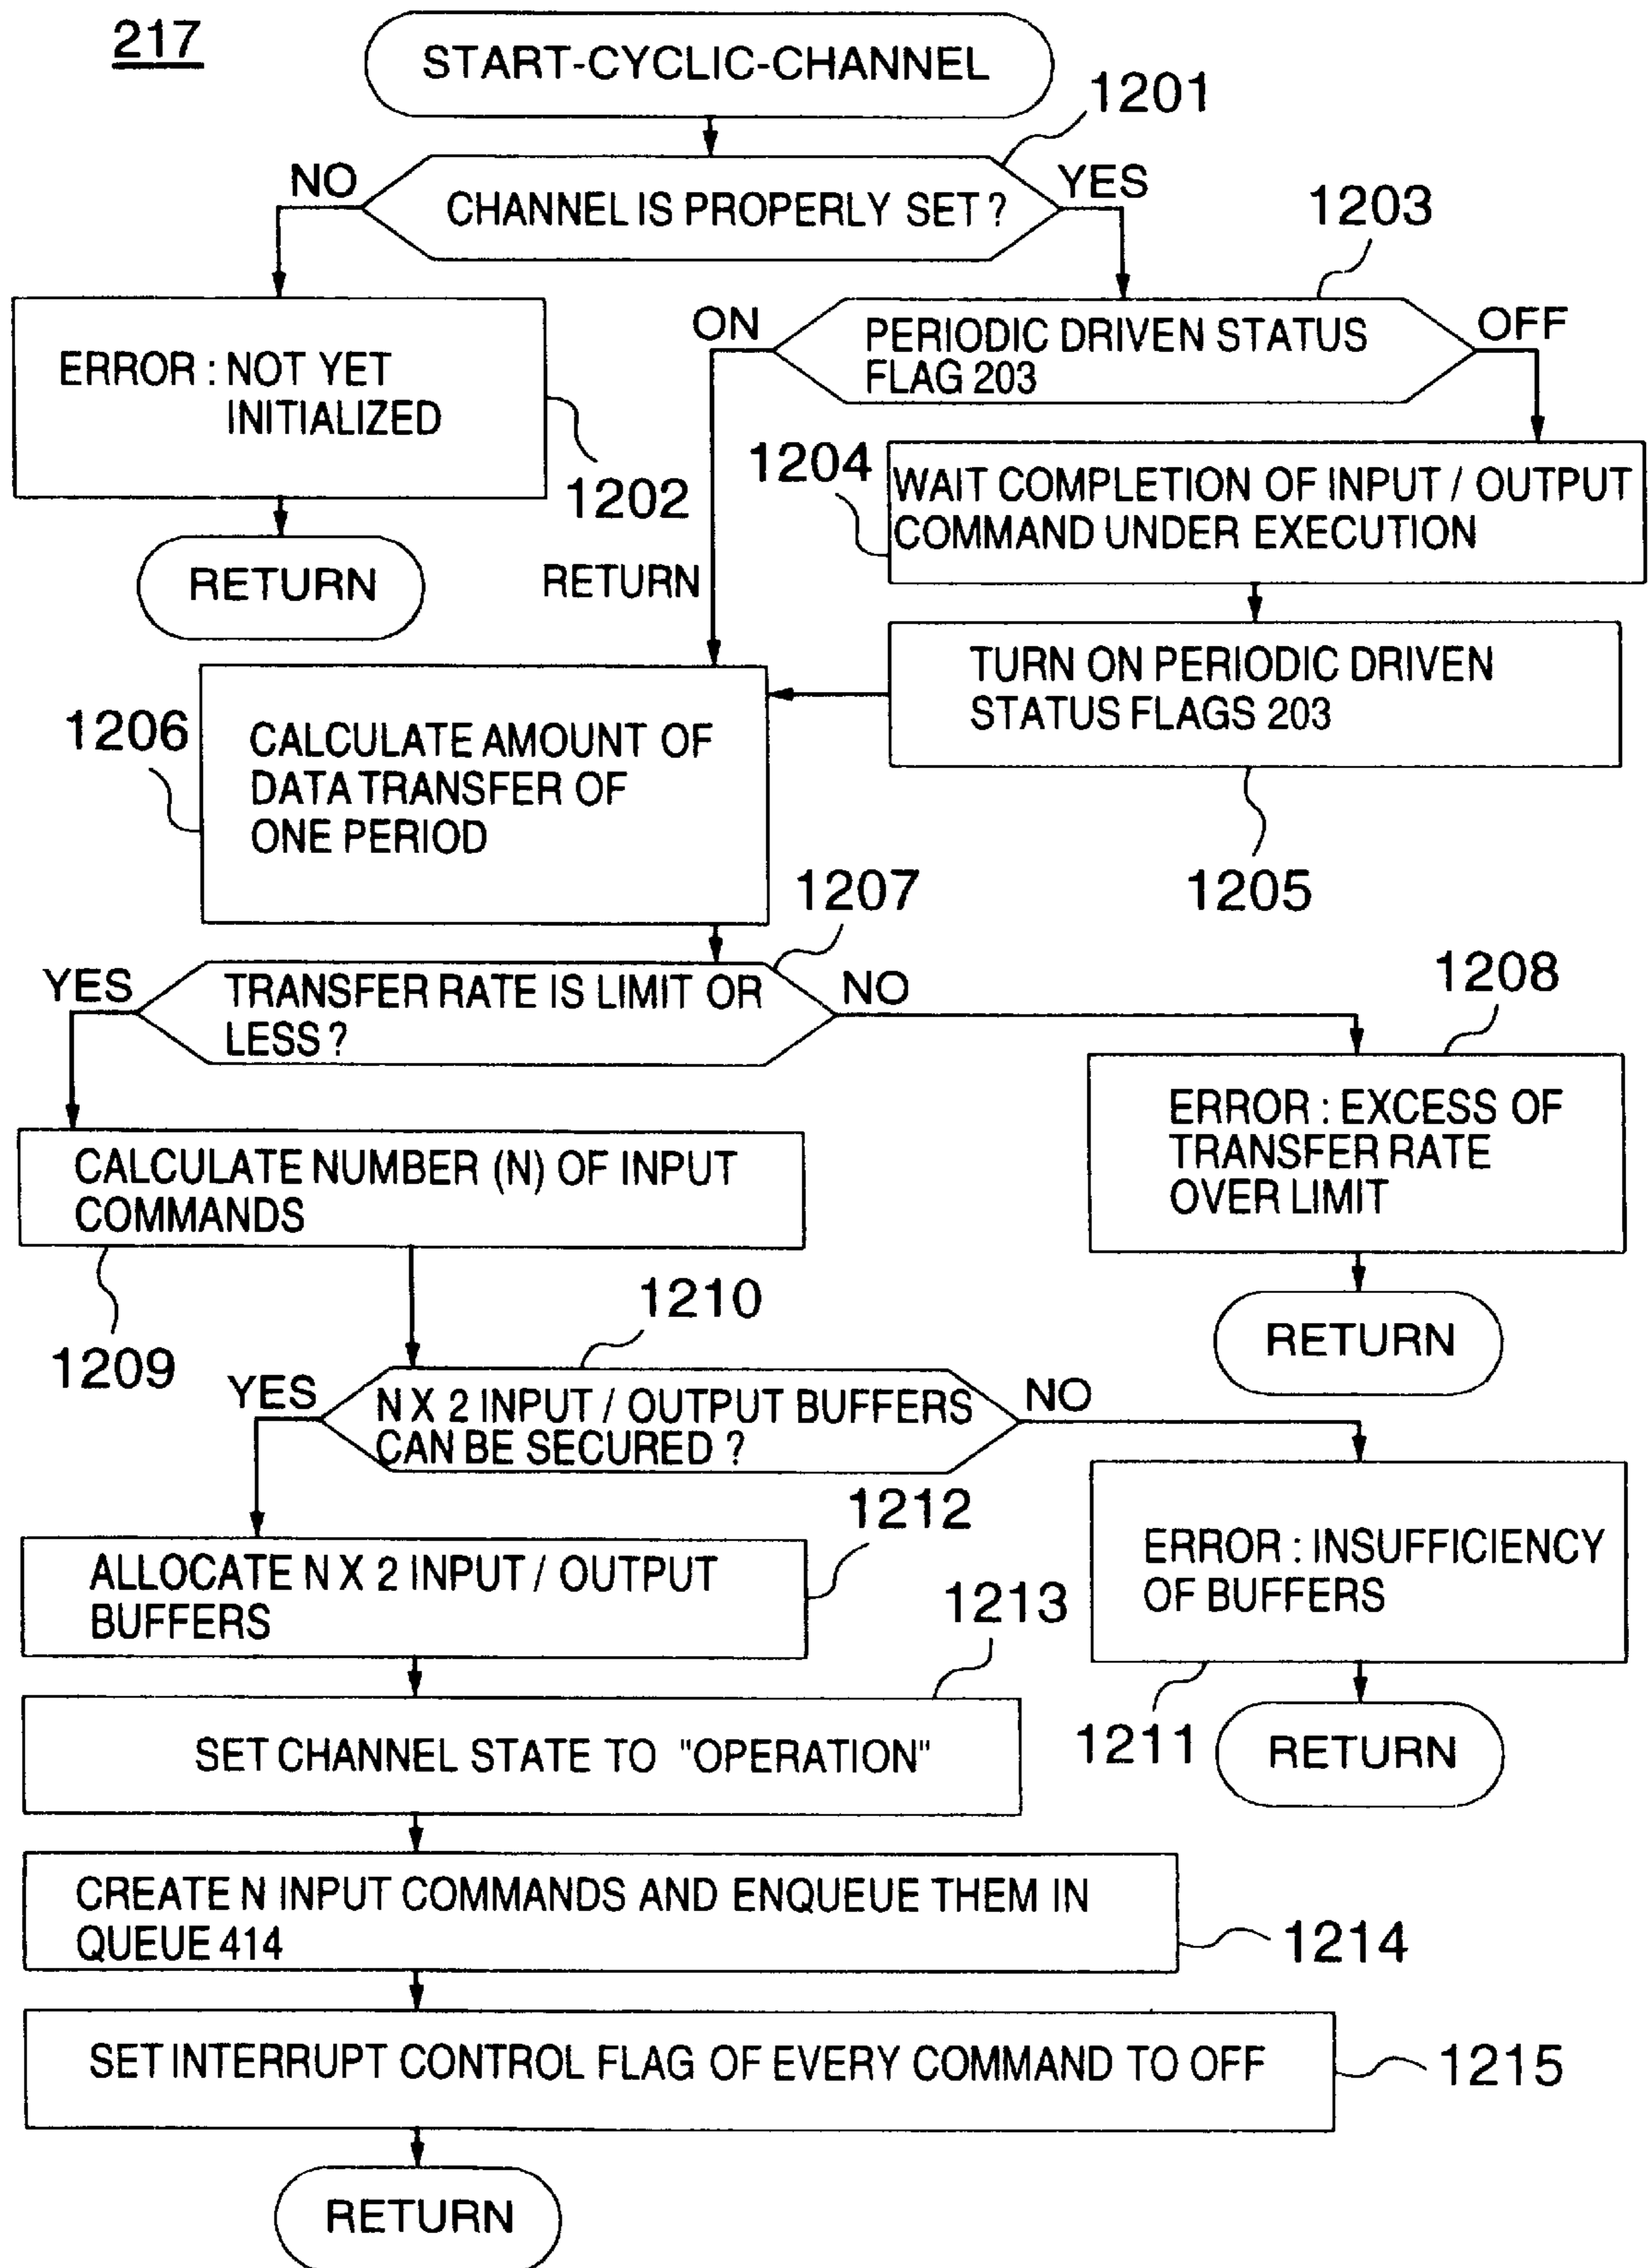 217
START-CYCLIC-CHANNEL
1201
NO
CHANNEL IS PROPERLY SET ?
YES
1203
ON
PERIODIC DRIVEN STATUS
FLAG 203
OFF
ERROR : NOT YET
INITIALIZED
1202
RETURN
1204
WAIT COMPLETION OF INPUT / OUTPUT
COMMAND UNDER EXECUTION
RETURN
TURN ON PERIODIC DRIVEN
STATUS FLAGS 203
1205
1206
CALCULATE AMOUNT OF
DATA TRANSFER OF
ONE PERIOD
1207
YES
TRANSFER RATE IS LIMIT OR
LESS ?
NO
1208
ERROR : EXCESS OF
TRANSFER RATE
OVER LIMIT
RETURN
CALCULATE NUMBER (N) OF INPUT
COMMANDS
1209
1210
YES
N X 2 INPUT / OUTPUT BUFFERS
CAN BE SECURED ?
NO
1212
ERROR : INSUFFICIENCY
OF BUFFERS
1211
RETURN
ALLOCATE N X 2 INPUT / OUTPUT
BUFFERS
1213
SET CHANNEL STATE TO "OPERATION"
CREATE N INPUT COMMANDS AND ENQUEUE THEM IN
QUEUE 414
1214
SET INTERRUPT CONTROL FLAG OF EVERY COMMAND TO OFF
1215
RETURN